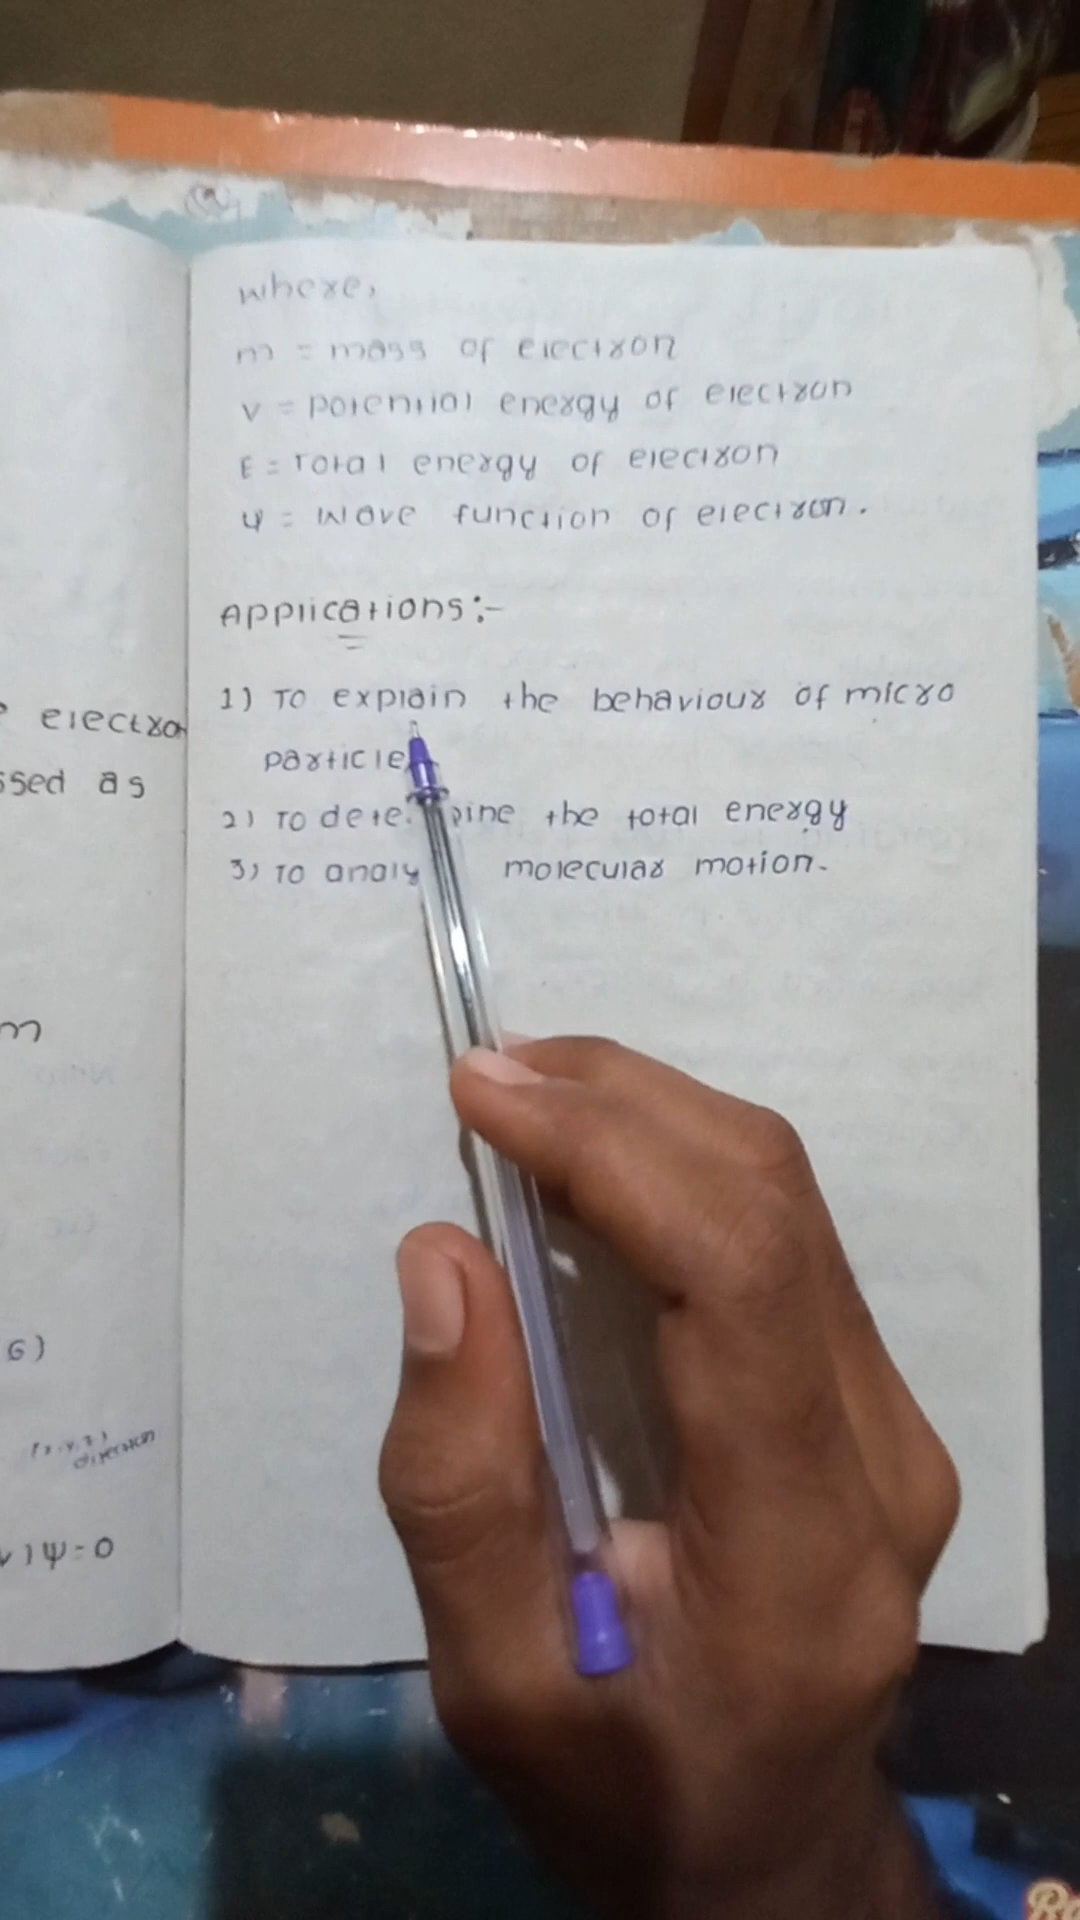 where,
m = mass of electron
V = potential energy of electron
E = Total energy of electron
Ψ = Wave function of electron.
Applications:-
1) To explain the behaviour of micro
particle
2) To dete pine the total energy
3) To analy molecular motion.
electron
ssed as
m
6)
(x,y,z)
direction
v) ψ = 0